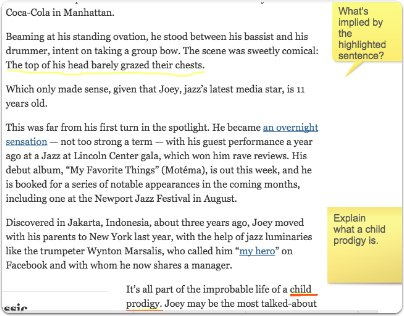 Coca-Cola in Manhattan.
Beaming at his standing ovation, he stood between his bassist and his
drummer, intent on taking a group bow. The scene was sweetly comical:
The top of his head barely grazed their chests.
What's
implied by
the
highlighted
sentence?
Which only made sense, given that Joey, jazz's latest media star, is 11
years old.
This was far from his first turn in the spotlight. He became an overnight
sensation — not too strong a term — with his guest performance a year
ago at a Jazz at Lincoln Center gala, which won him rave reviews. His
debut album, “My Favorite Things” (Motéma), is out this week, and he
is booked for a series of notable appearances in the coming months,
including one at the Newport Jazz Festival in August.
Discovered in Jakarta, Indonesia, about three years ago, Joey moved
with his parents to New York last year, with the help of jazz luminaries
like the trumpeter Wynton Marsalis, who called him “my hero” on
Facebook and with whom he now shares a manager.
Explain
what a child
prodigy is.
It's all part of the improbable life of a child
prodigy. Joey may be the most talked-about